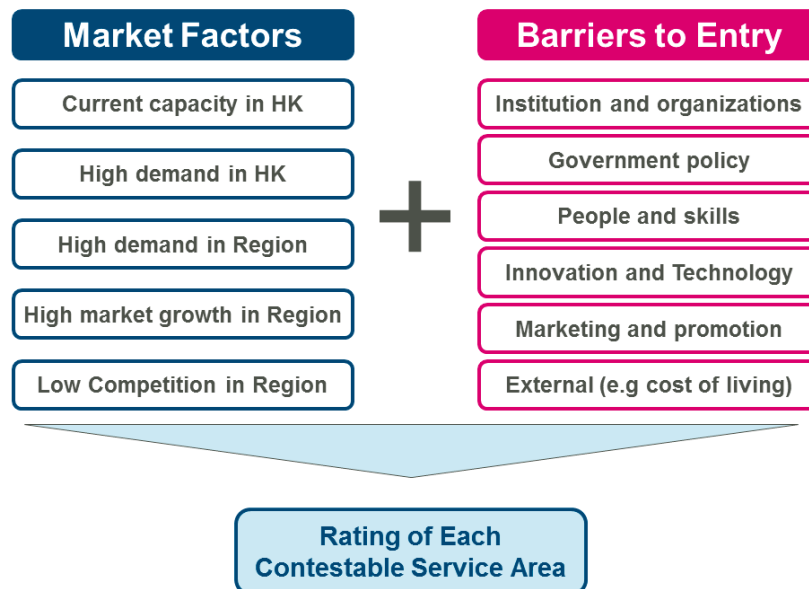 Market Factors
Current capacity in HK
High demand in HK
High demand in Region
High market growth in Region
Low Competition in Region
+
Barriers to Entry
Institution and organizations
Government policy
People and skills
Innovation and Technology
Marketing and promotion
External (e.g cost of living)
Rating of Each
Contestable Service Area